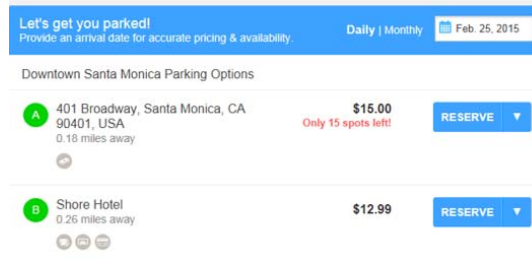 Let's get you parked!
Provide an arrival date for accurate pricing & availability.
Daily | Monthly
Feb. 25, 2015
Downtown Santa Monica Parking Options
A
401 Broadway, Santa Monica, CA
90401, USA
0.18 miles away
$15.00
Only 15 spots left!
RESERVE ▼
B
Shore Hotel
0.26 miles away
$12.99
RESERVE ▼